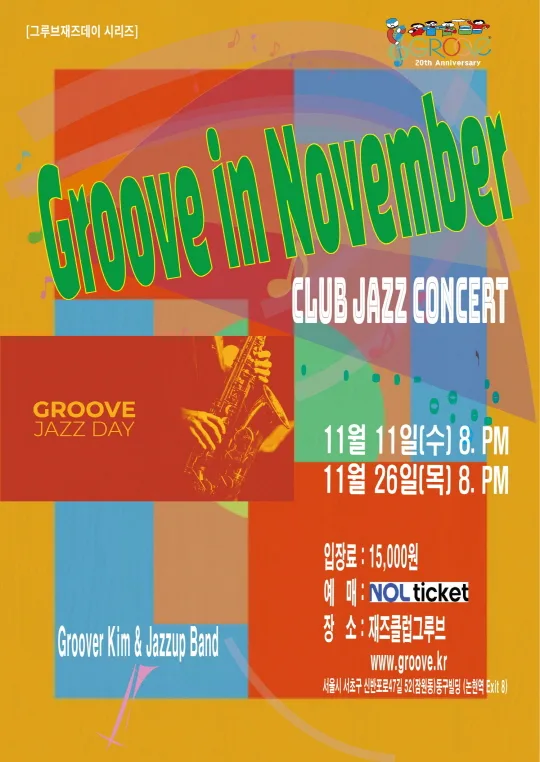 [그루브재즈데이 시리즈]
GROOVE
20th Anniversary
Groove in November
CLUB JAZZ CONCERT
GROOVE
JAZZ DAY
11월 11일(수) 8. PM
11월 26일(목) 8. PM
입장료 : 15,000원
예 매 : NOL ticket
장 소 : 재즈클럽그루브
www.groove.kr
서울시 서초구 신반포로47길 52(잠원동)동구빌딩 (논현역 Exit 8)
Groover Kim & Jazzup Band